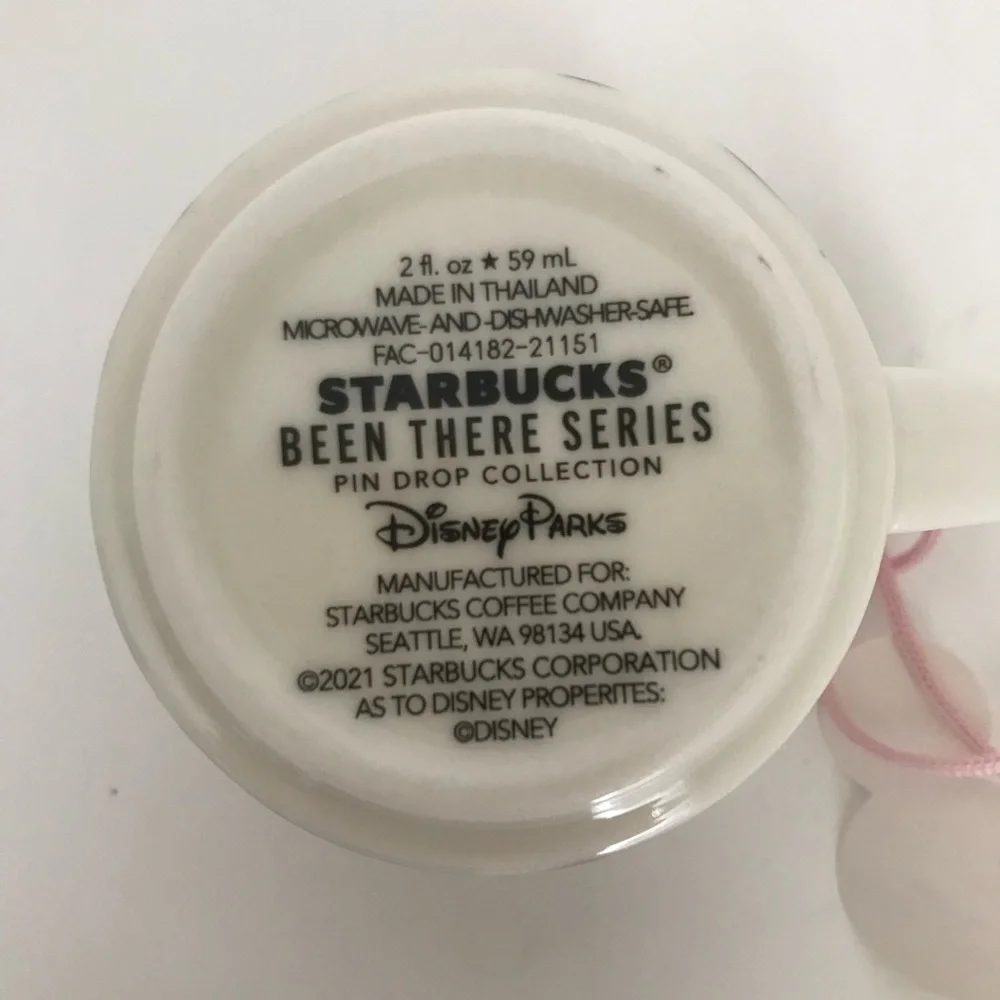 2 fl. oz ★ 59 mL
MADE IN THAILAND
MICROWAVE- AND -DISHWASHER-SAFE.
FAC-014182-21151
STARBUCKS®
BEEN THERE SERIES
PIN DROP COLLECTION
Disney Parks
MANUFACTURED FOR:
STARBUCKS COFFEE COMPANY
SEATTLE, WA 98134 USA.
©2021 STARBUCKS CORPORATION
AS TO DISNEY PROPERITES:
©DISNEY